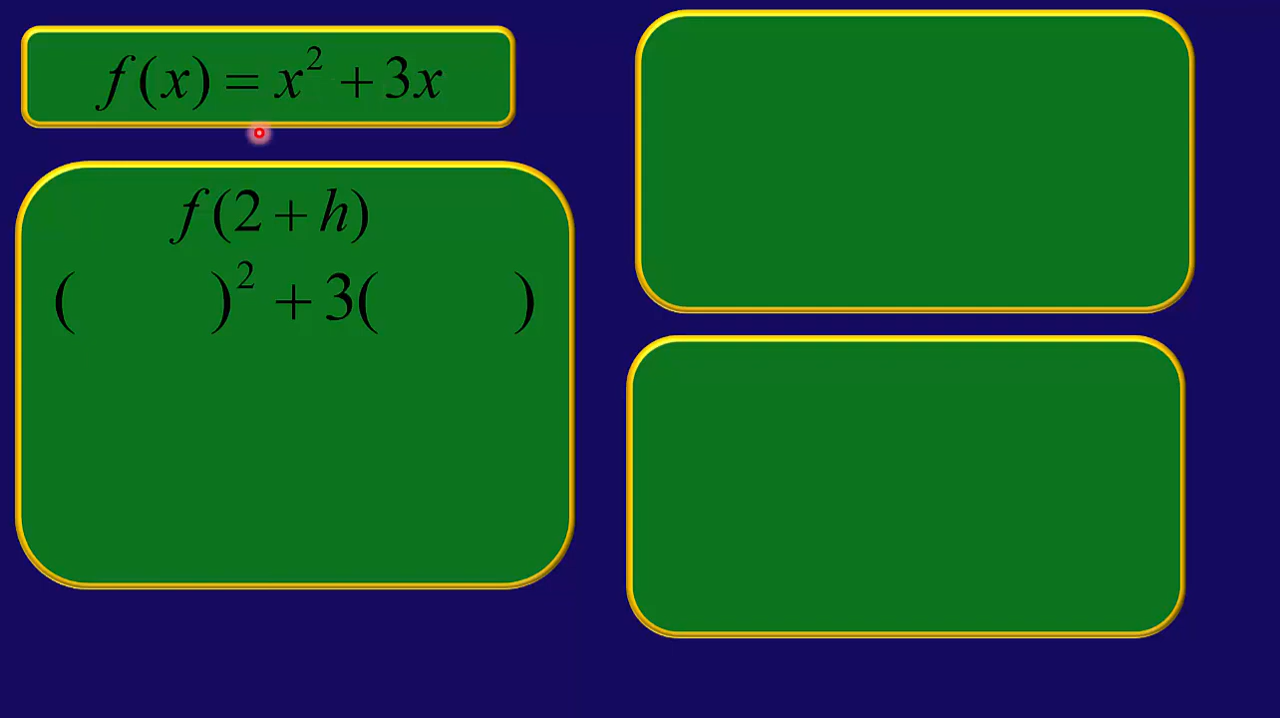 f(x) = x² + 3x
f(2 + h)
(      )² + 3(      )